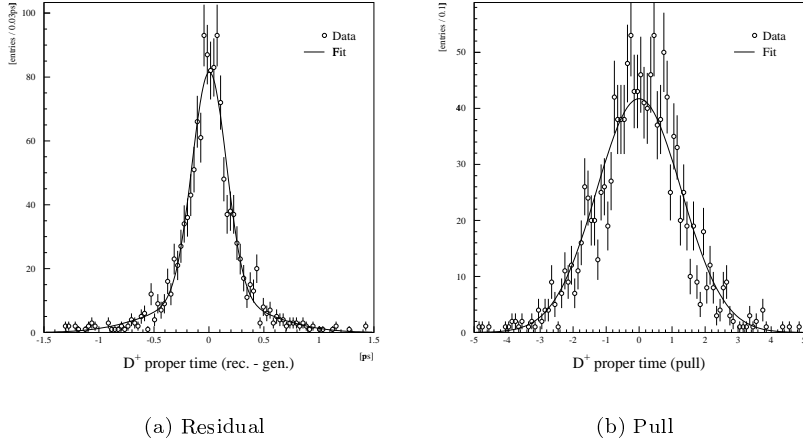 [entries / 0.03ps]
100
80
60
40
20
0
Data
Fit
-1.5
-1
-0.5
0
0.5
1
1.5
[ps]
D+ proper time (rec. - gen.)
(a) Residual
[entries / 0.1]
50
40
30
20
10
0
Data
Fit
-5
-4
-3
-2
-1
0
1
2
3
4
5
D+ proper time (pull)
(b) Pull